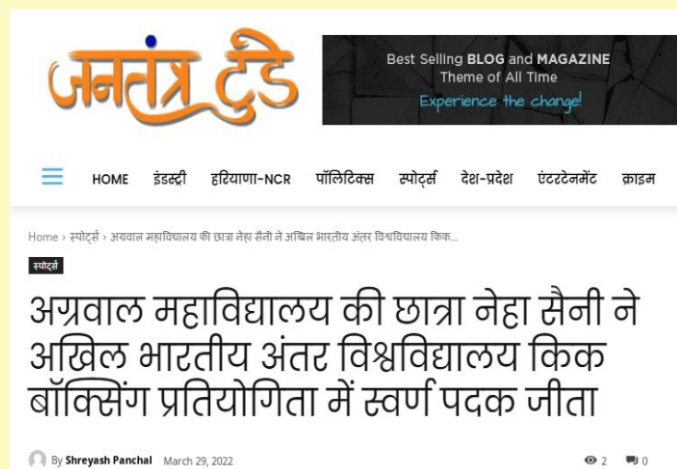 जनतंत्र टुडे
Best Selling BLOG and MAGAZINE
Theme of All Time
Experience the change!
HOME इंडस्ट्री हरियाणा-NCR पॉलिटिक्स स्पोर्ट्स देश-प्रदेश एंटरटेनमेंट क्राइम
Home › स्पोर्ट्स › अग्रवाल महाविद्यालय की छात्रा नेहा सैनी ने अखिल भारतीय अंतर विश्वविद्यालय किक...
स्पोर्ट्स
अग्रवाल महाविद्यालय की छात्रा नेहा सैनी ने
अखिल भारतीय अंतर विश्वविद्यालय किक
बॉक्सिंग प्रतियोगिता में स्वर्ण पदक जीता
By Shreyash Panchal March 29, 2022 2 0